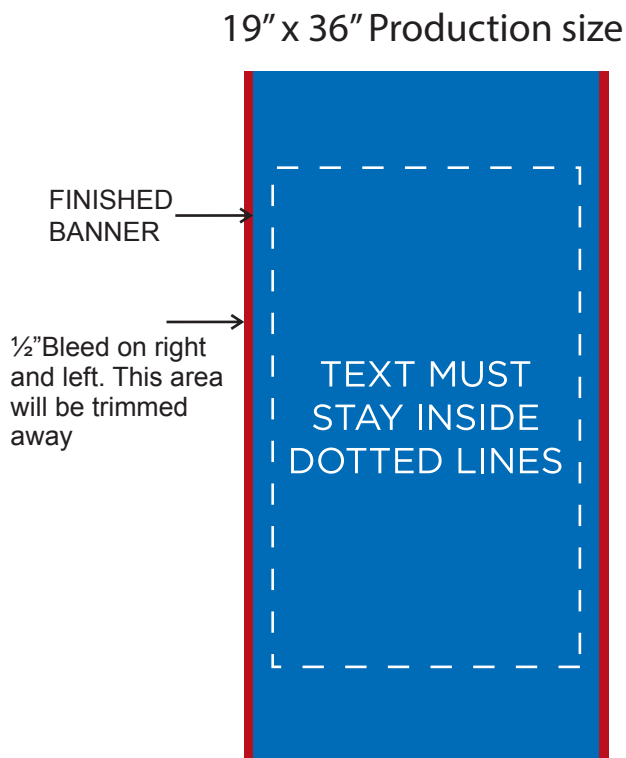 19” x 36” Production size
FINISHED
BANNER
½”Bleed on right
and left. This area
will be trimmed
away
TEXT MUST
STAY INSIDE
DOTTED LINES